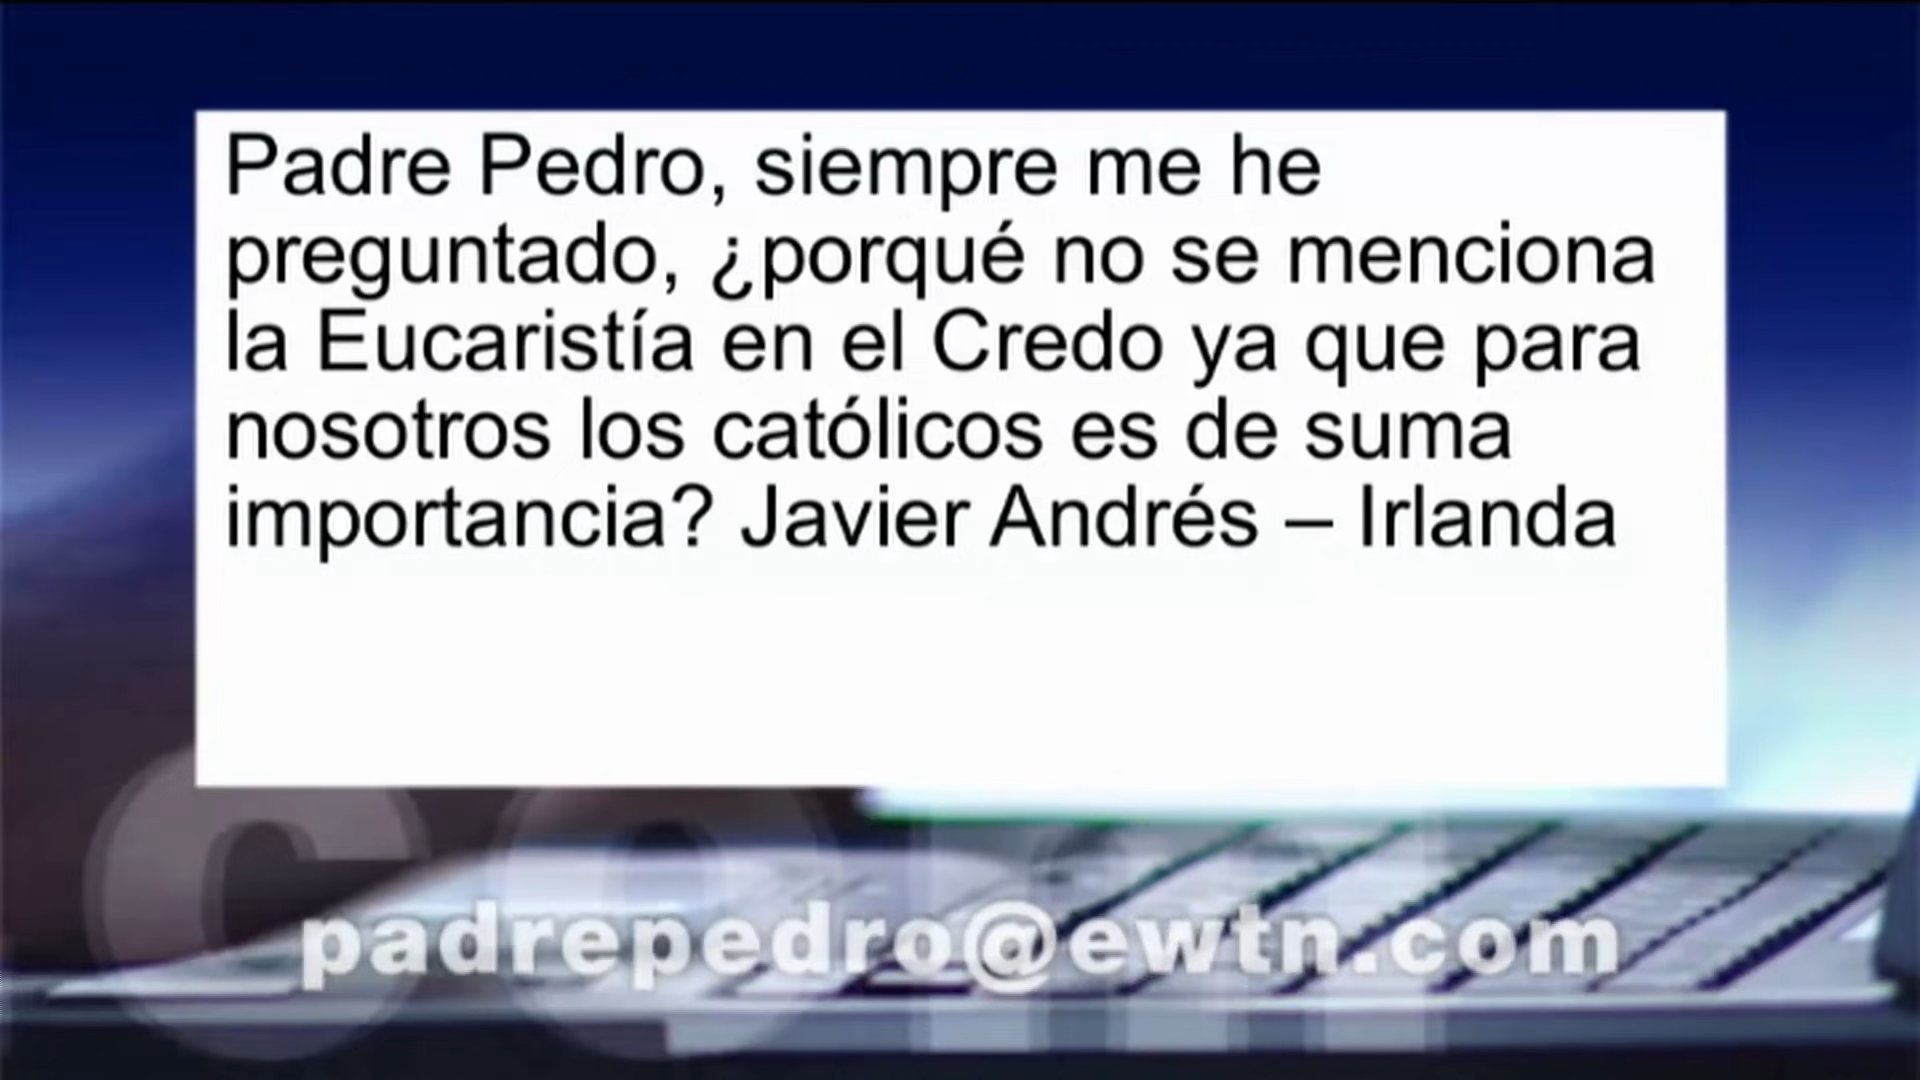 Padre Pedro, siempre me he
preguntado, ¿porqué no se menciona
la Eucaristía en el Credo ya que para
nosotros los católicos es de suma
importancia? Javier Andrés – Irlanda
padrepedro@ewtn.com
com